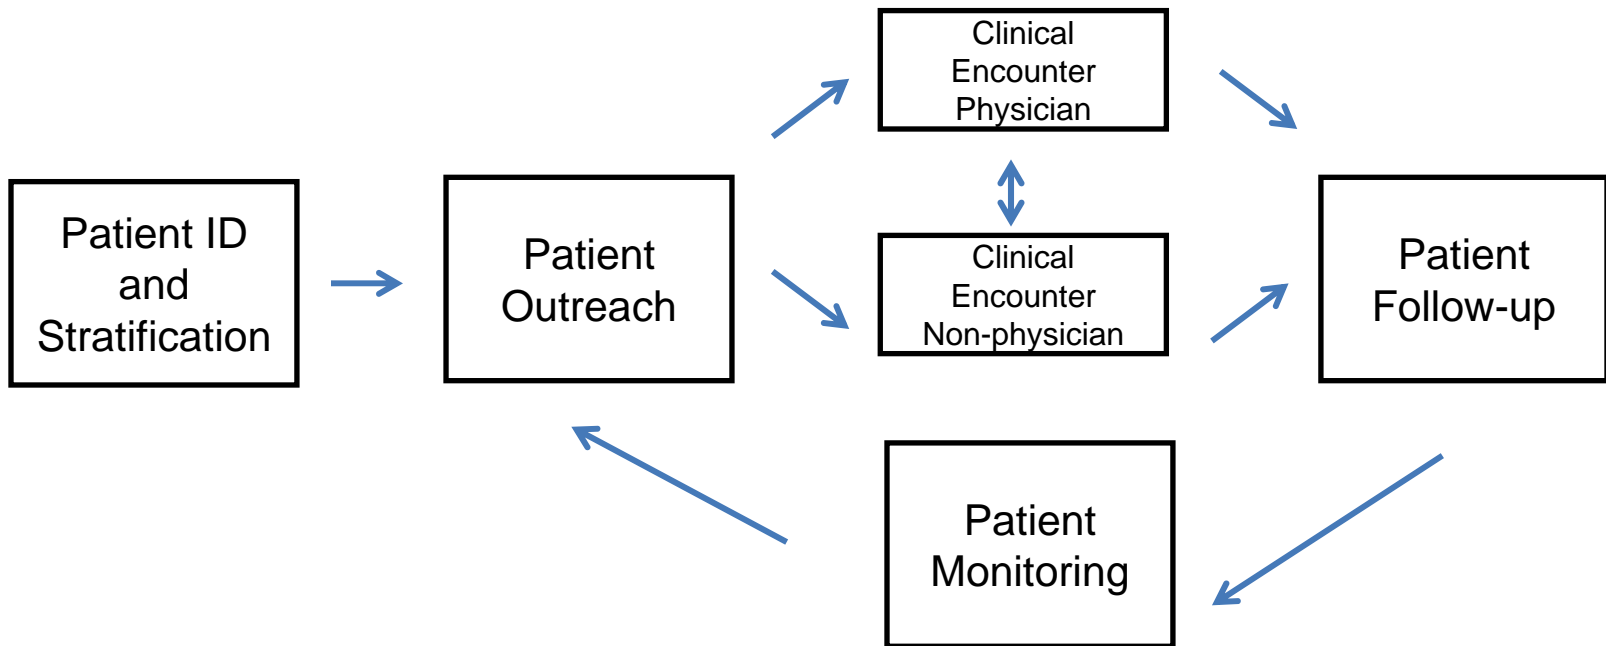 Patient ID
and
Stratification
Patient
Outreach
Clinical
Encounter
Physician
Clinical
Encounter
Non-physician
Patient
Follow-up
Patient
Monitoring